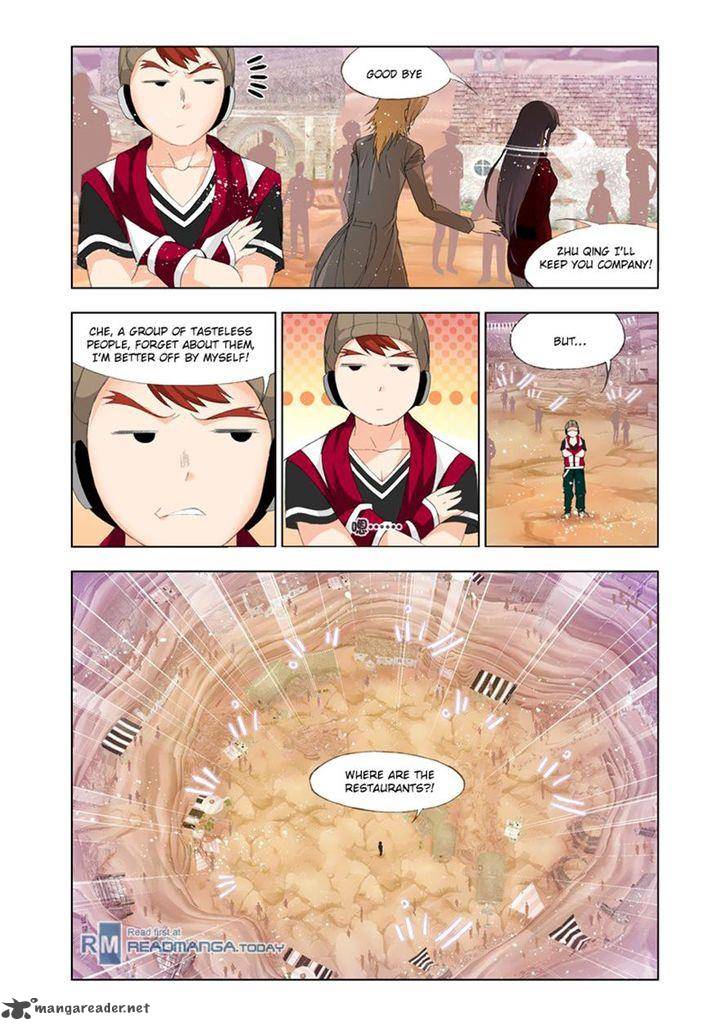 GOOD BYE
ZHU QING I'LL
KEEP YOU COMPANY!
CHE, A GROUP OF TASTELESS
PEOPLE, FORGET ABOUT THEM,
I'M BETTER OFF BY MYSELF!
嗯……
BUT...
WHERE ARE THE
RESTAURANTS?!
RM
Read first at
READMANGA.TODAY
mangareader.net